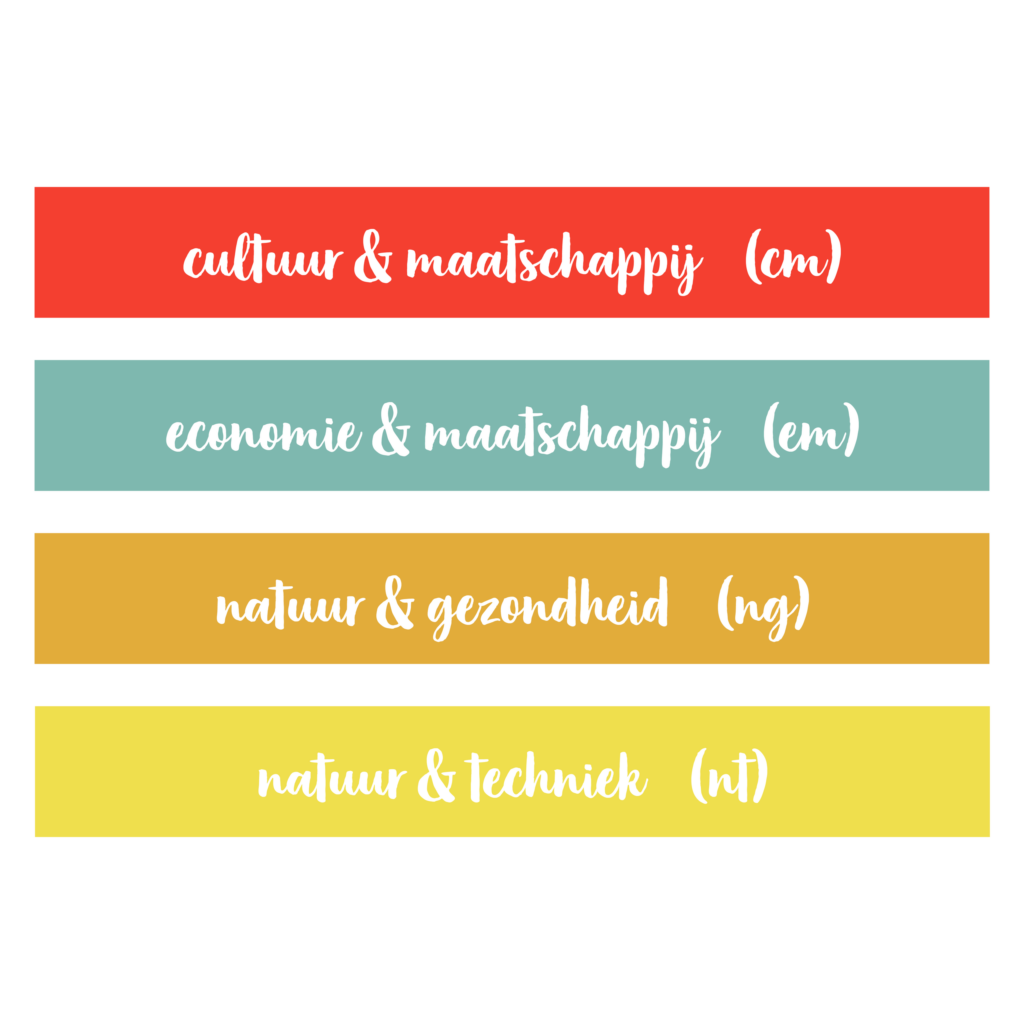 cultuur & maatschappij (cm)
economie & maatschappij (em)
natuur & gezondheid (ng)
natuur & techniek (nt)